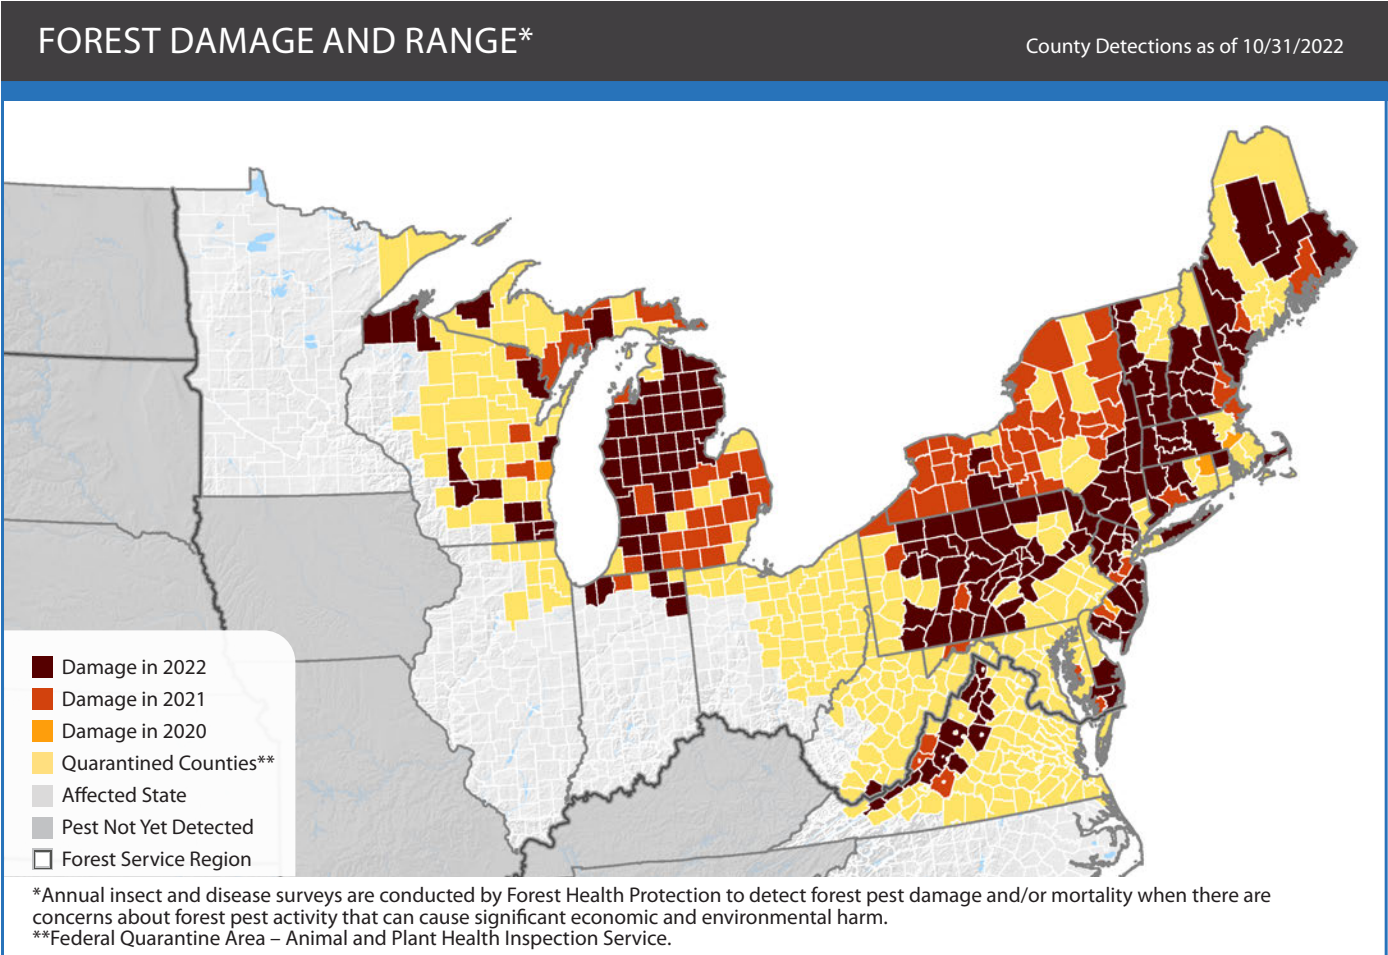 FOREST DAMAGE AND RANGE*
County Detections as of 10/31/2022
Damage in 2022
Damage in 2021
Damage in 2020
Quarantined Counties**
Affected State
Pest Not Yet Detected
Forest Service Region
*Annual insect and disease surveys are conducted by Forest Health Protection to detect forest pest damage and/or mortality when there are
concerns about forest pest activity that can cause significant economic and environmental harm.
**Federal Quarantine Area – Animal and Plant Health Inspection Service.